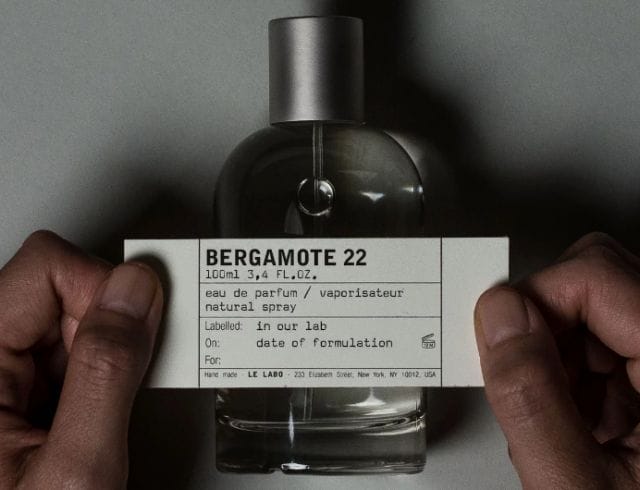 BERGAMOTE 22
100ml 3,4 FL.OZ.
eau de parfum / vaporisateur
natural spray
Labelled: in our lab
On: date of formulation
For:
Hand made - LE LABO - 233 Elizabeth Street, New York, NY 10012, USA